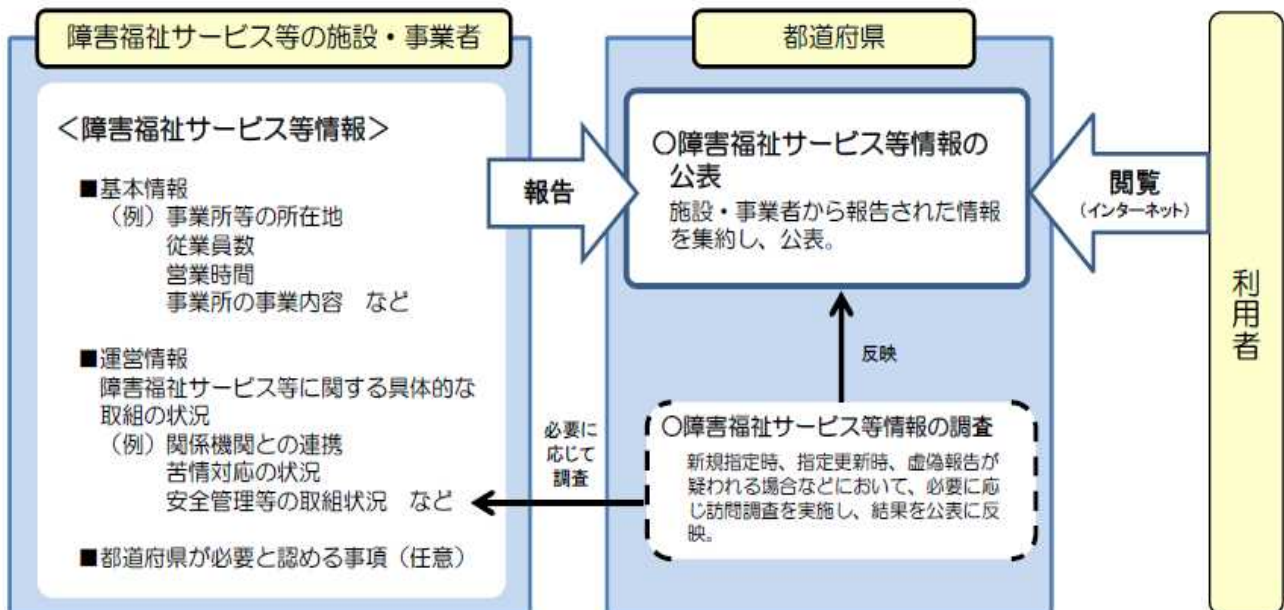 障害福祉サービス等の施設・事業者
<障害福祉サービス等情報>
■基本情報
(例)事業所等の所在地
従業員数
営業時間
事業所の事業内容 など
■運営情報
障害福祉サービス等に関する具体的な
取組の状況
(例)関係機関との連携
苦情対応の状況
安全管理等の取組状況 など
■都道府県が必要と認める事項(任意)
報告
必要に
応じて
調査
都道府県
〇障害福祉サービス等情報の
公表
施設・事業者から報告された情報
を集約し、公表。
反映
〇障害福祉サービス等情報の調査
新規指定時、指定更新時、虚偽報告が
疑われる場合などにおいて、必要に応
じ訪問調査を実施し、結果を公表に反
映。
閲覧
(インターネット)
利用者